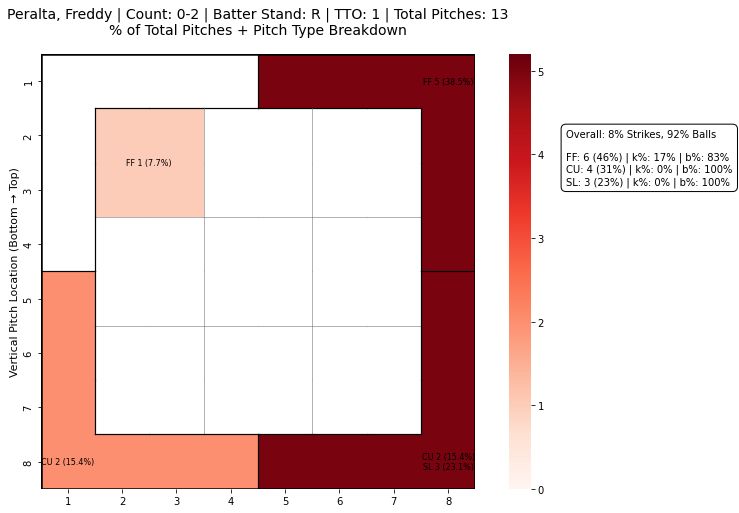 Peralta, Freddy | Count: 0-2 | Batter Stand: R | TTO: 1 | Total Pitches: 13
% of Total Pitches + Pitch Type Breakdown
Vertical Pitch Location (Bottom → Top)
1
2
3
4
5
6
7
8
FF 5 (38.5%)
FF 1 (7.7%)
CU 2 (15.4%)
CU 2 (15.4%)
SL 3 (23.1%)
1 2 3 4 5 6 7 8
5
4
3
2
1
0
Overall: 8% Strikes, 92% Balls
FF: 6 (46%) | k%: 17% | b%: 83%
CU: 4 (31%) | k%: 0% | b%: 100%
SL: 3 (23%) | k%: 0% | b%: 100%